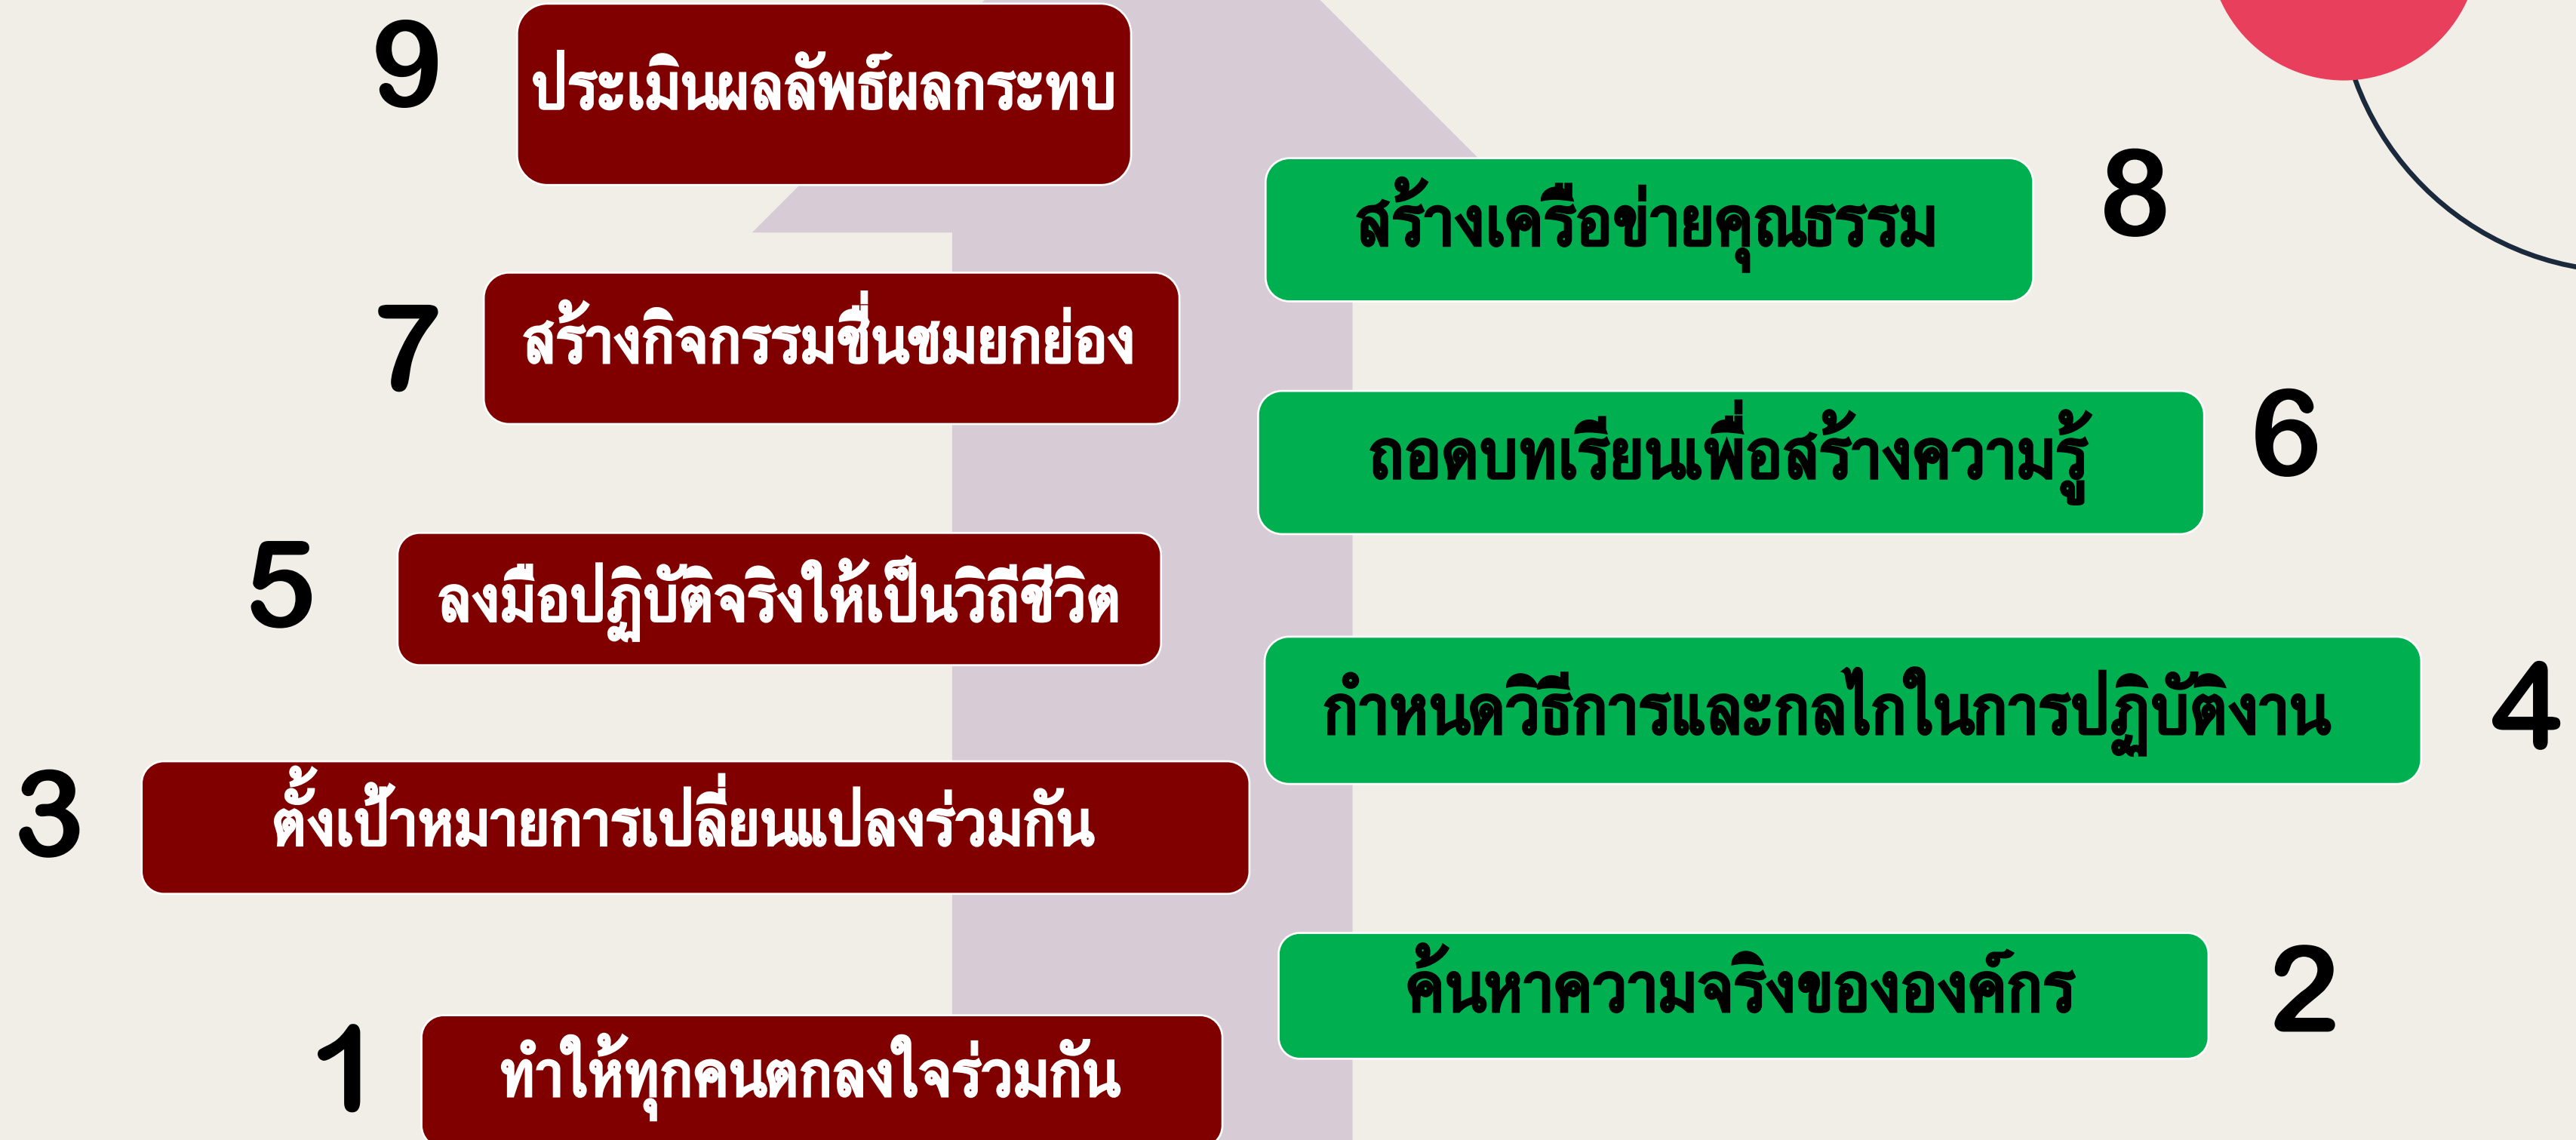 9
ประเมินผลลัพธ์ผลกระทบ
8
สร้างเครือข่ายคุณธรรม
7
สร้างกิจกรรมชื่นชมยกย่อง
6
ถอดบทเรียนเพื่อสร้างความรู้
5
ลงมือปฏิบัติจริงให้เป็นวิถีชีวิต
4
กำหนดวิธีการและกลไกในการปฏิบัติงาน
3
ตั้งเป้าหมายการเปลี่ยนแปลงร่วมกัน
2
ค้นหาความจริงขององค์กร
1
ทำให้ทุกคนตกลงใจร่วมกัน